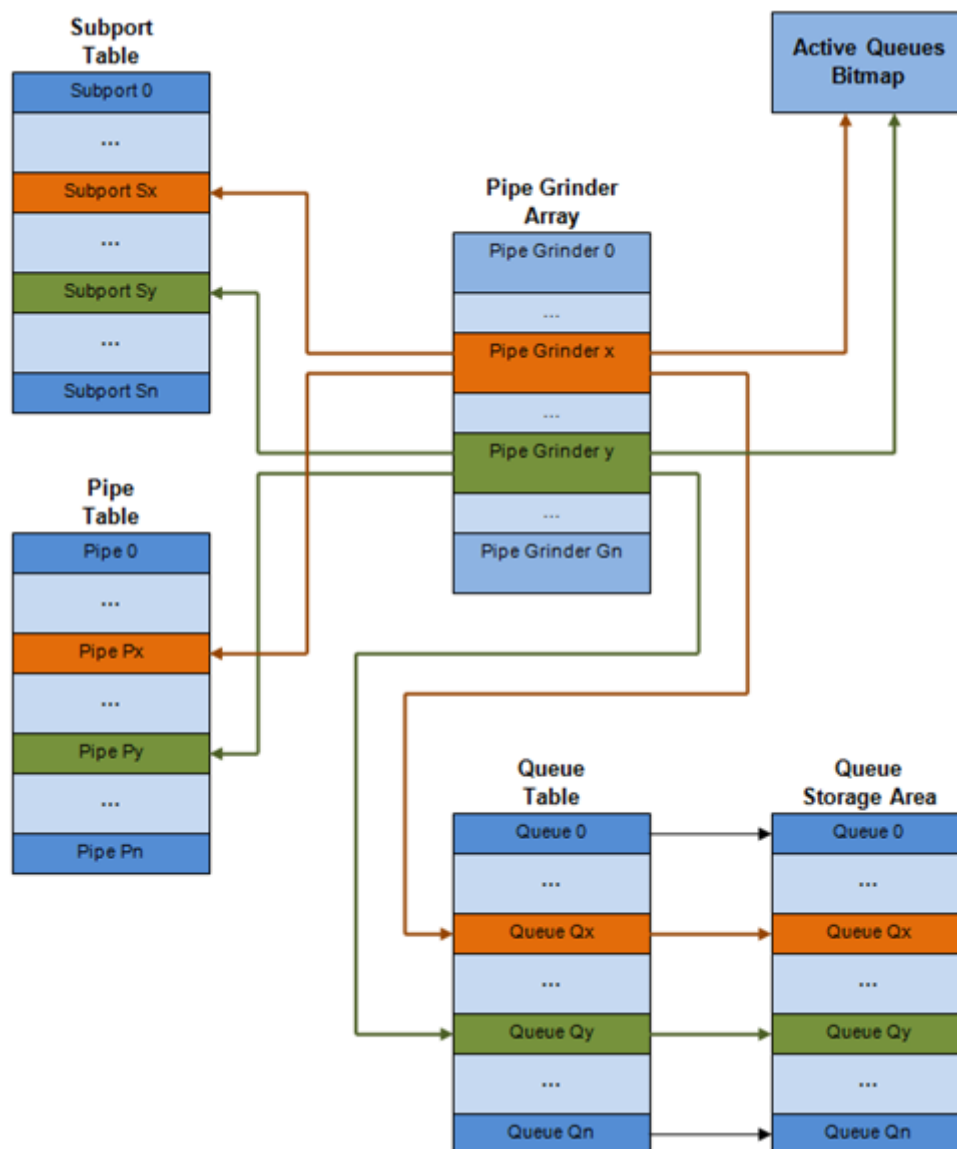 Subport
Table
Subport 0
...
Subport Sx
...
Subport Sy
...
Subport Sn
Active Queues
Bitmap
Pipe Grinder
Array
Pipe Grinder 0
...
Pipe Grinder x
...
Pipe Grinder y
...
Pipe Grinder Gn
Pipe
Table
Pipe 0
...
Pipe Px
...
Pipe Py
...
Pipe Pn
Queue
Table
Queue 0
...
Queue Qx
...
Queue Qy
...
Queue Qn
Queue
Storage Area
Queue 0
...
Queue Qx
...
Queue Qy
...
Queue Qn